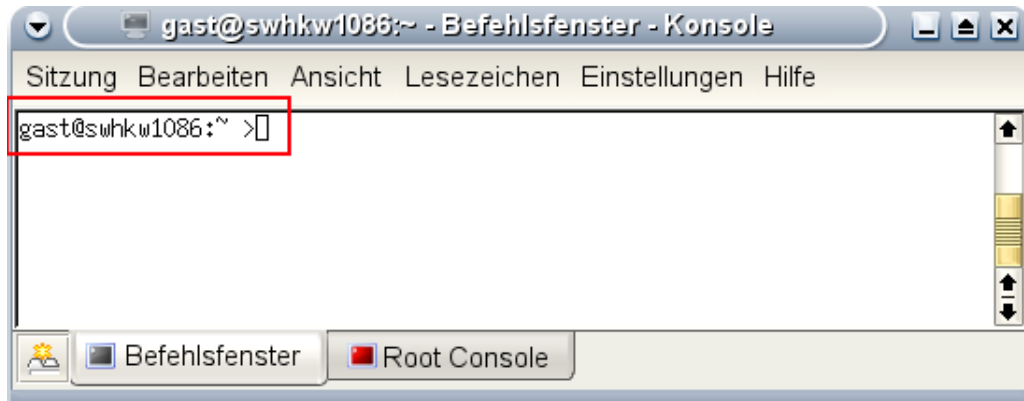 gast@swhkw1086:~ - Befehlsfenster - Konsole
Sitzung Bearbeiten Ansicht Lesezeichen Einstellungen Hilfe
gast@swhkw1086:~ >
Befehlsfenster Root Console